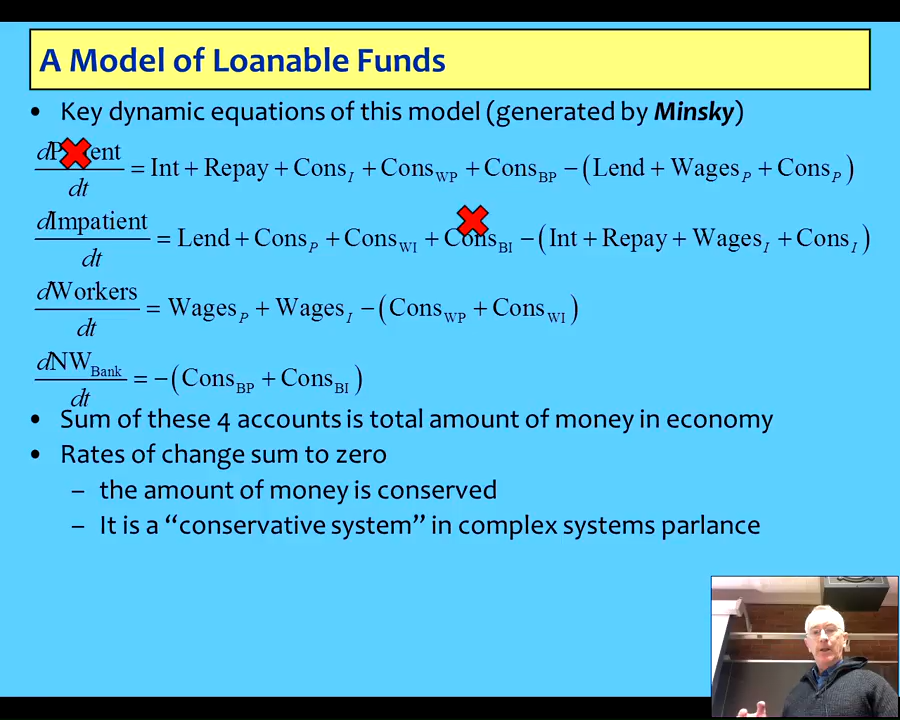 A Model of Loanable Funds
• Key dynamic equations of this model (generated by Minsky)
dPatient/dt = Int + Repay + Cons_I + Cons_WP + Cons_BP − (Lend + Wages_P + Cons_P)
dImpatient/dt = Lend + Cons_P + Cons_WI + Cons_BI − (Int + Repay + Wages_I + Cons_I)
dWorkers/dt = Wages_P + Wages_I − (Cons_WP + Cons_WI)
dNW_Bank/dt = −(Cons_BP + Cons_BI)
• Sum of these 4 accounts is total amount of money in economy
• Rates of change sum to zero
– the amount of money is conserved
– It is a “conservative system” in complex systems parlance